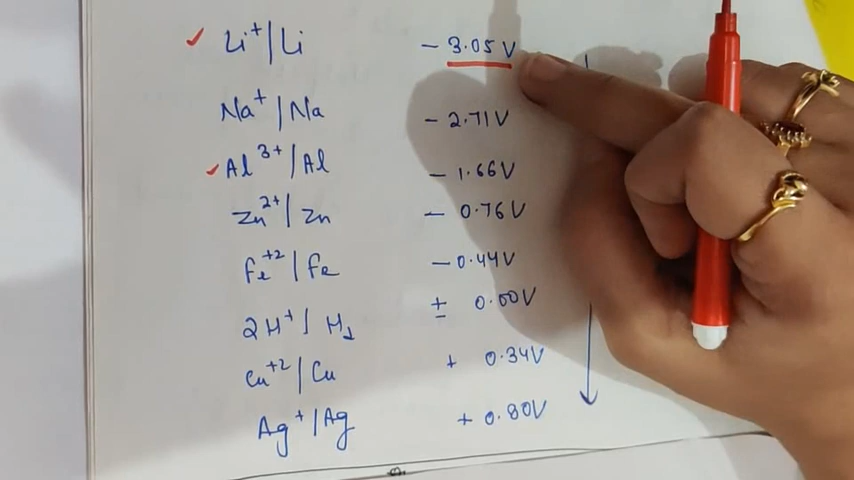 Li⁺/Li - 3.05 V
Na⁺/Na - 2.71V
Al³⁺/Al - 1.66V
Zn²⁺/Zn - 0.76V
Fe⁺²/Fe - 0.44V
2H⁺/H₂ ± 0.00V
Cu⁺²/Cu + 0.34V
Ag⁺/Ag + 0.80V